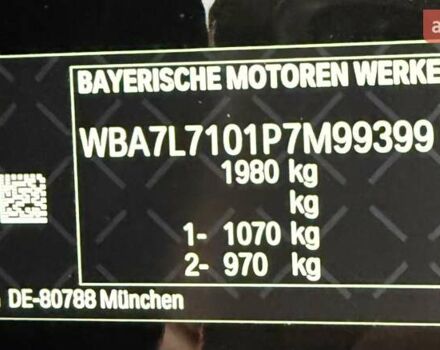 BAYERISCHE MOTOREN WERKE
WBA7L7101P7M99399
1980 kg
kg
1- 1070 kg
2- 970 kg
DE-80788 München